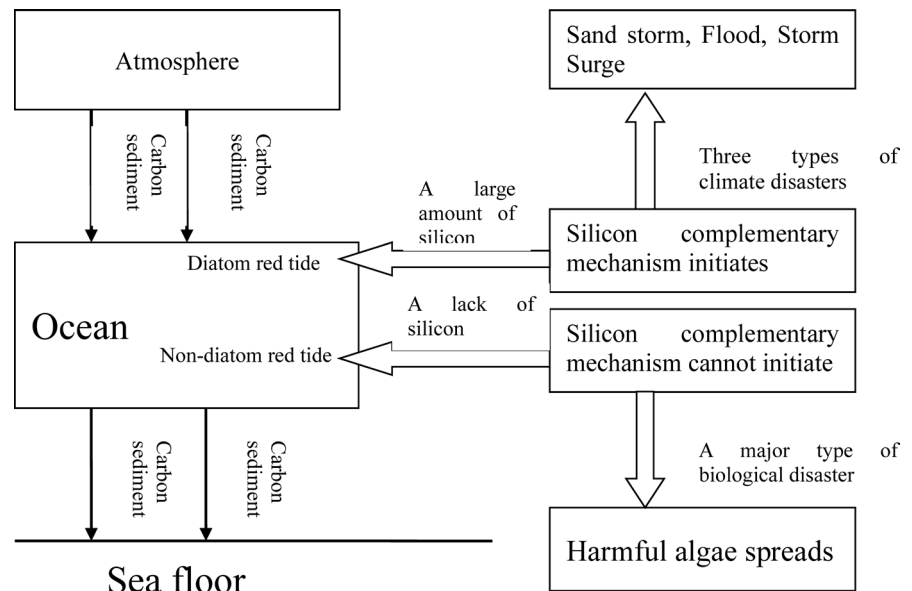 Atmosphere
Carbon
sediment
Carbon
sediment
Sand storm, Flood, Storm
Surge
Three types of
climate disasters
A large
amount of
silicon
Silicon complementary
mechanism initiates
Diatom red tide
Ocean
A lack of
silicon
Non-diatom red tide
Silicon complementary
mechanism cannot initiate
Carbon
sediment
Carbon
sediment
A major type of
biological disaster
Harmful algae spreads
Sea floor